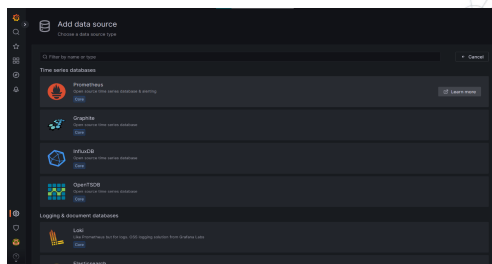 Add data source
Choose a data source type
Filter by name or type
Cancel
Time series databases
Prometheus
Open source time series database & alerting
Core
Learn more
Graphite
Open source time series database
Core
InfluxDB
Open source time series database
Core
OpenTSDB
Open source time series database
Core
Logging & document databases
Loki
Like Prometheus but for logs. OSS logging solution from Grafana Labs
Core
Elasticsearch